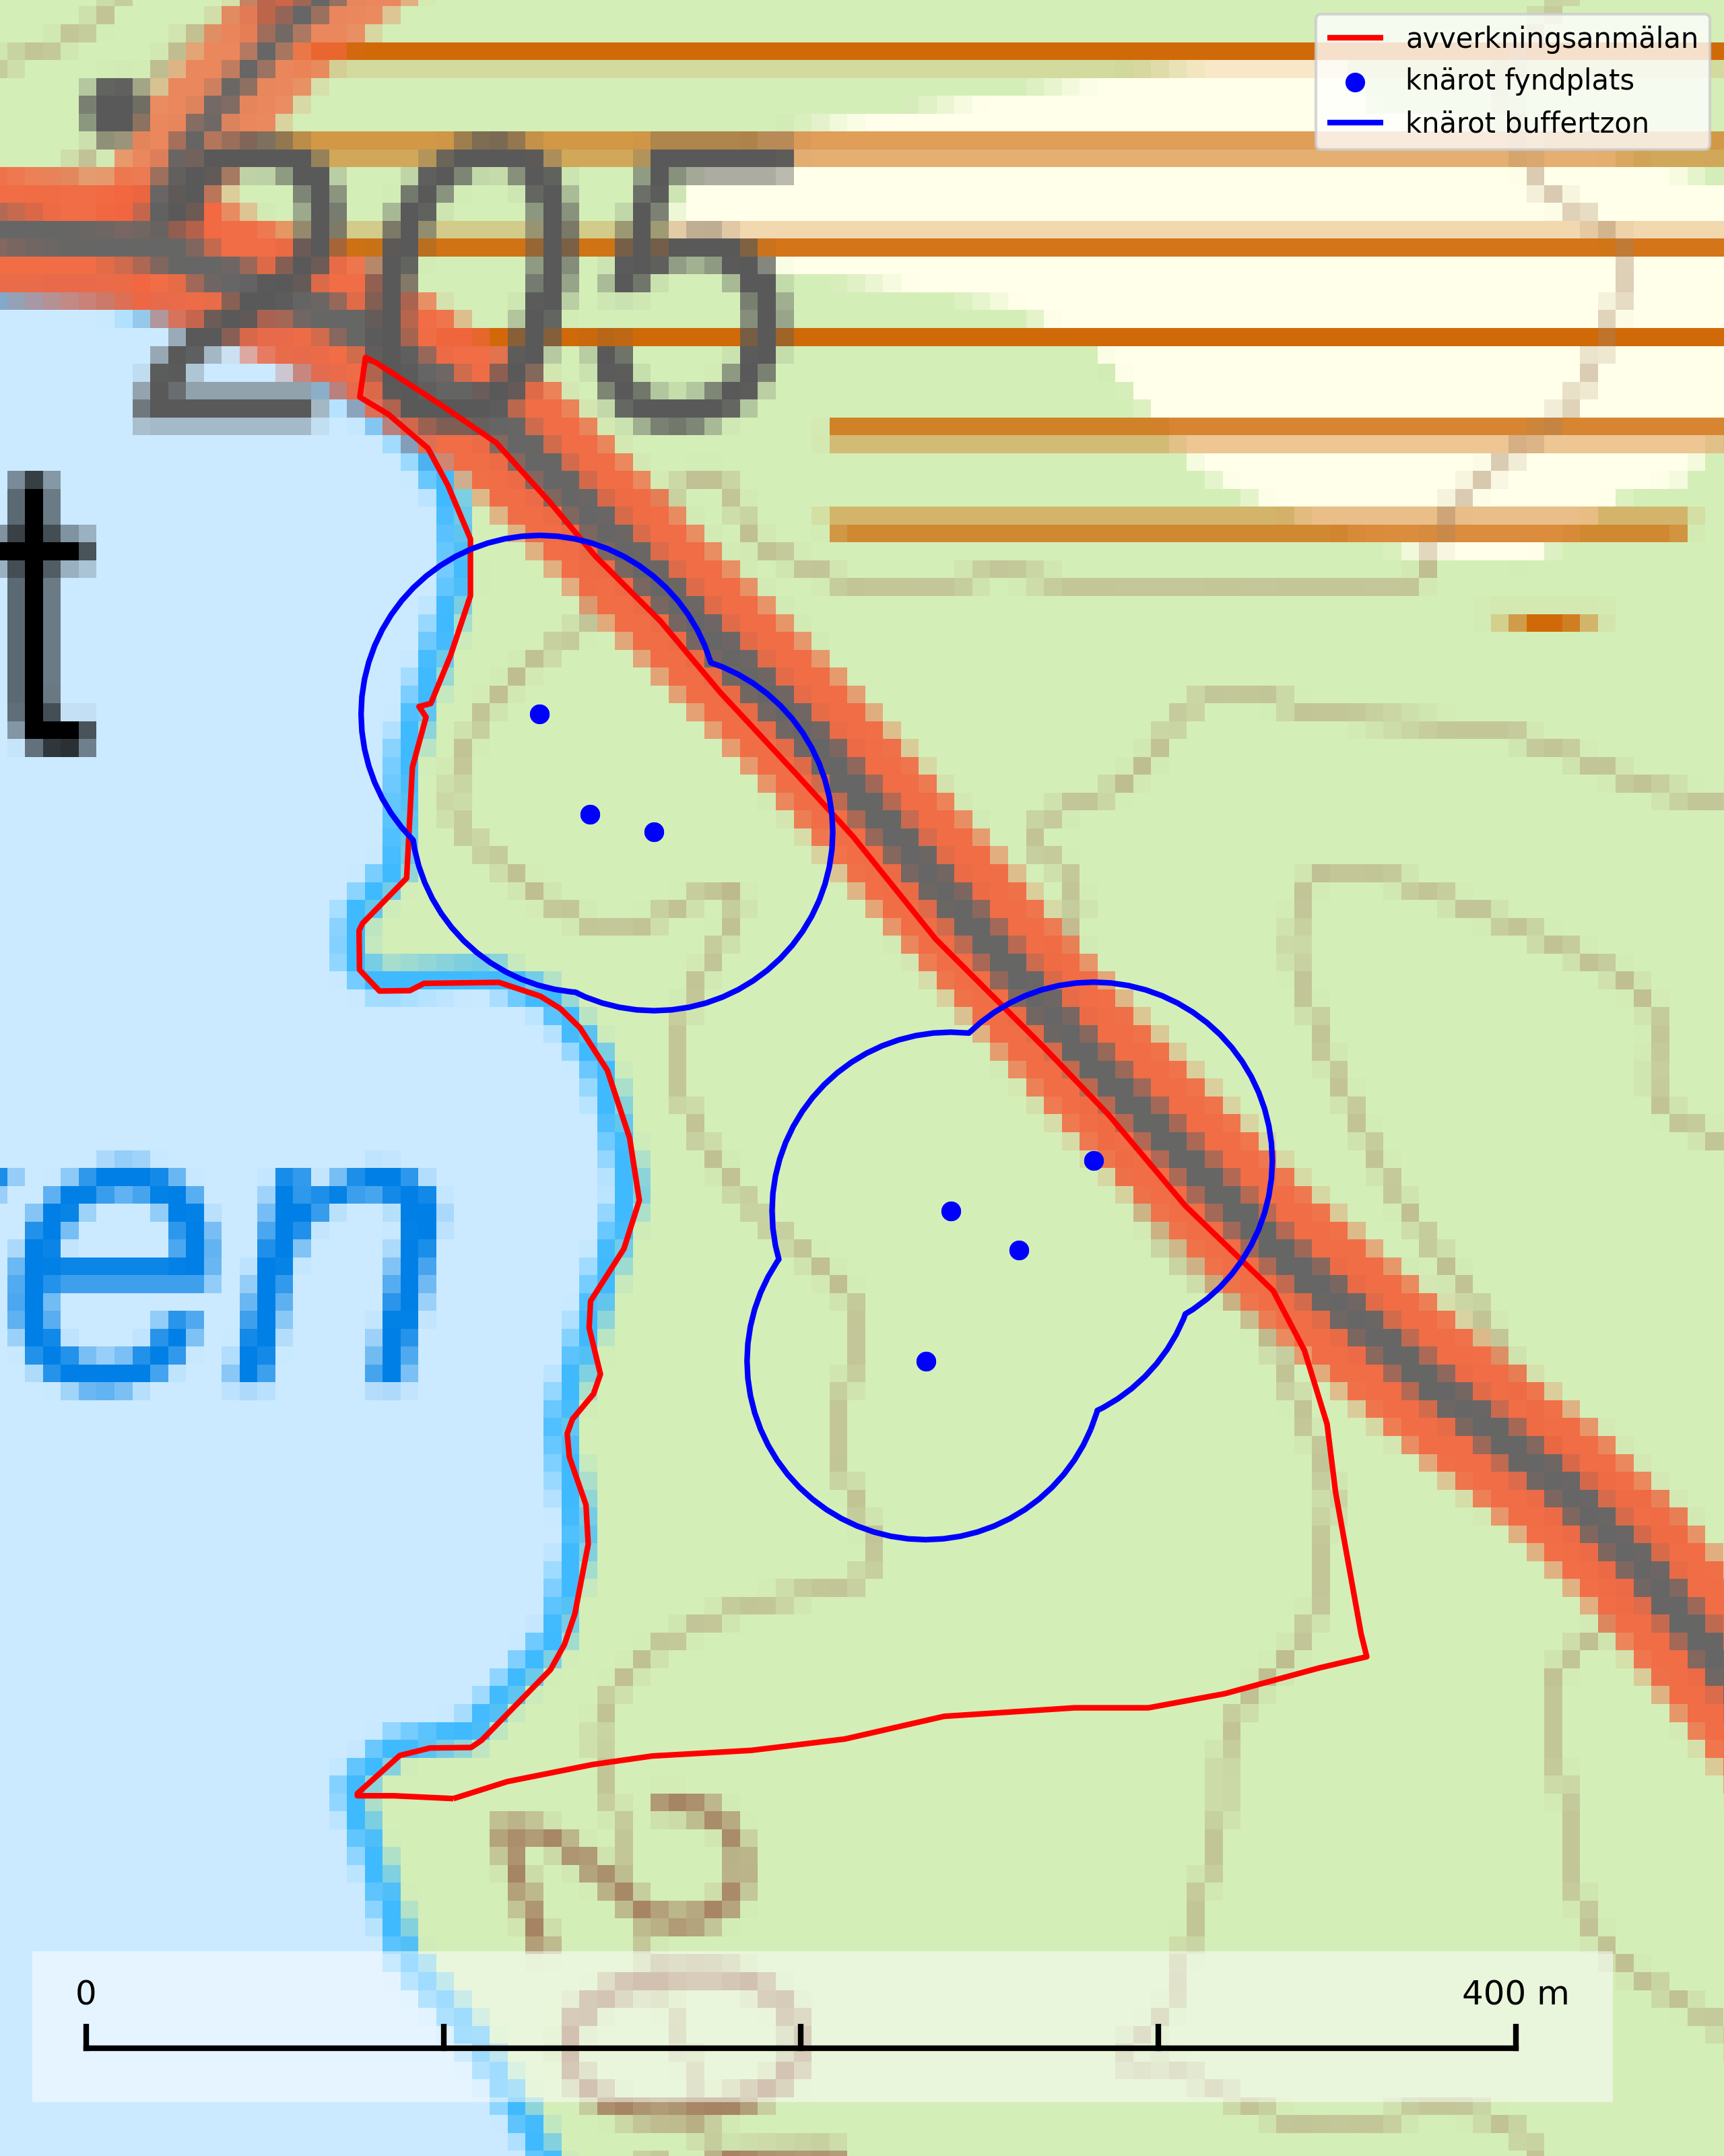 avverkningsanmälan
knärot fyndplats
knärot buffertzon
205
t
en
0
400 m